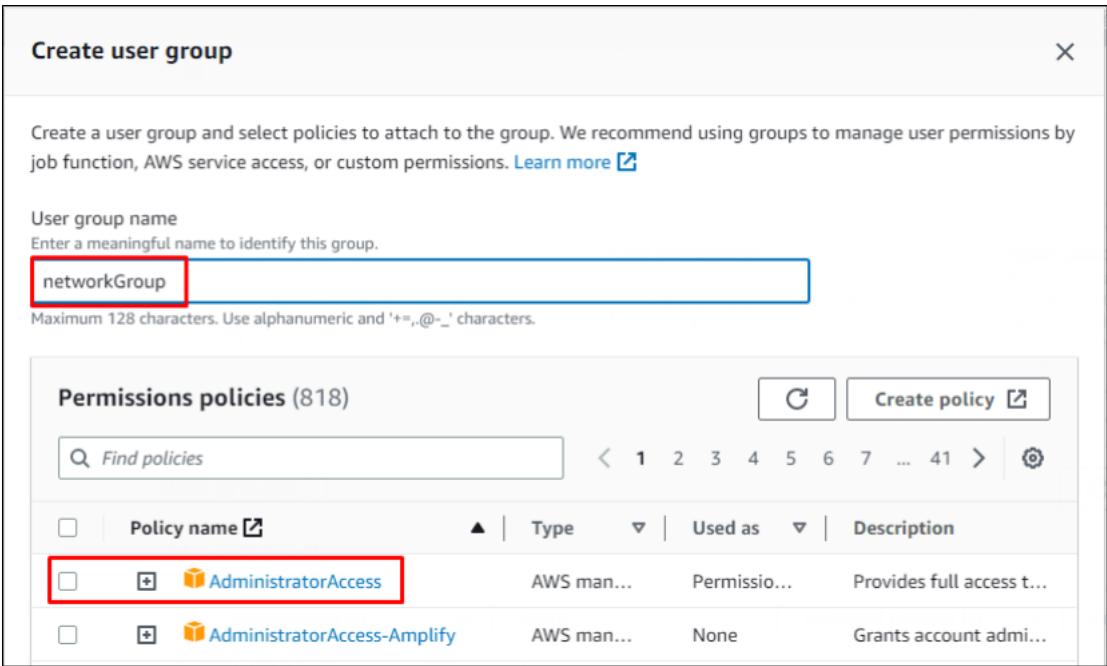 Create user group
Create a user group and select policies to attach to the group. We recommend using groups to manage user permissions by
job function, AWS service access, or custom permissions. Learn more
User group name
Enter a meaningful name to identify this group.
networkGroup
Maximum 128 characters. Use alphanumeric and '+=,.@-_' characters.
Permissions policies (818)
Create policy
Find policies
1 2 3 4 5 6 7 ... 41
Policy name Type Used as Description
AdministratorAccess AWS man... Permissio... Provides full access t...
AdministratorAccess-Amplify AWS man... None Grants account admi...